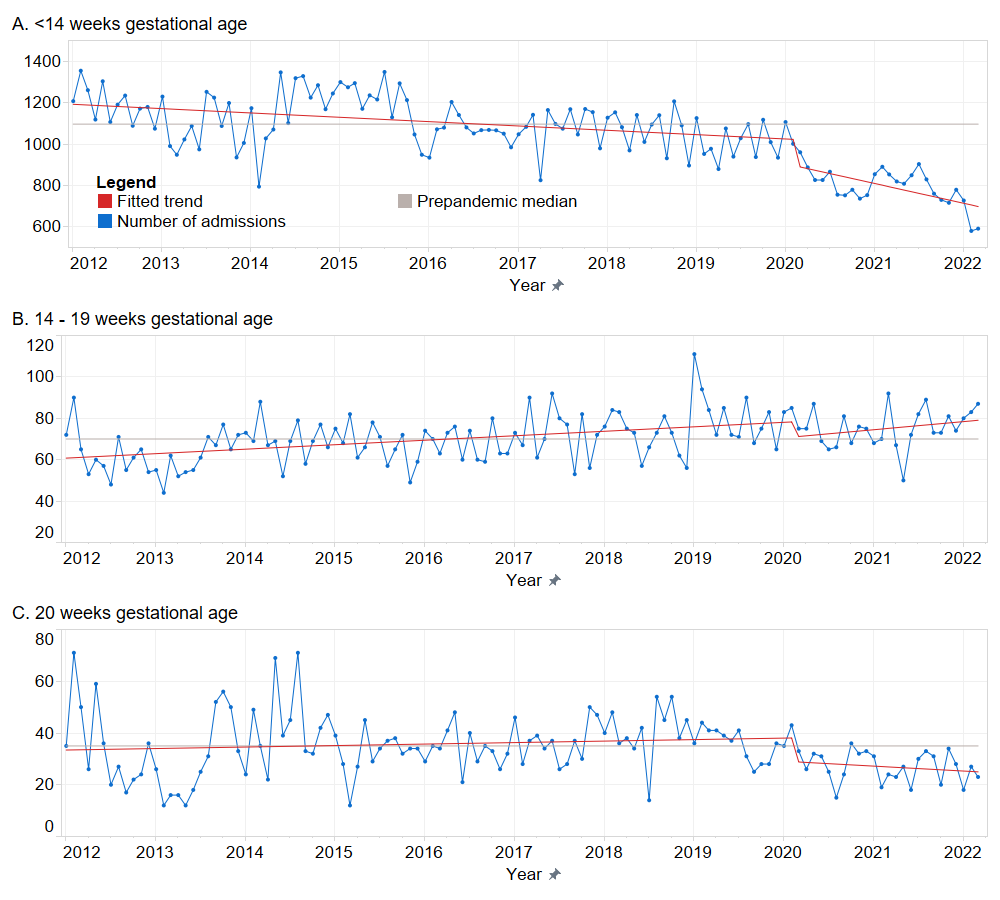 A. <14 weeks gestational age
1400
1200
1000
800
600
Legend
Fitted trend
Prepandemic median
Number of admissions
2012 2013 2014 2015 2016 2017 2018 2019 2020 2021 2022
Year
B. 14 - 19 weeks gestational age
120
100
80
60
40
20
2012 2013 2014 2015 2016 2017 2018 2019 2020 2021 2022
Year
C. 20 weeks gestational age
80
60
40
20
0
2012 2013 2014 2015 2016 2017 2018 2019 2020 2021 2022
Year